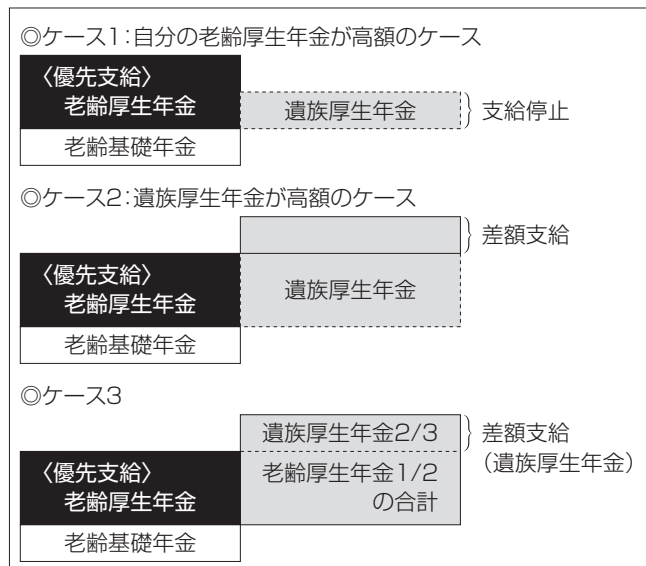 ◎ケース1：自分の老齢厚生年金が高額のケース
〈優先支給〉
老齢厚生年金
遺族厚生年金
支給停止
老齢基礎年金
◎ケース2：遺族厚生年金が高額のケース
差額支給
〈優先支給〉
老齢厚生年金
遺族厚生年金
老齢基礎年金
◎ケース3
遺族厚生年金2/3
差額支給
（遺族厚生年金）
〈優先支給〉
老齢厚生年金
老齢厚生年金1/2
の合計
老齢基礎年金